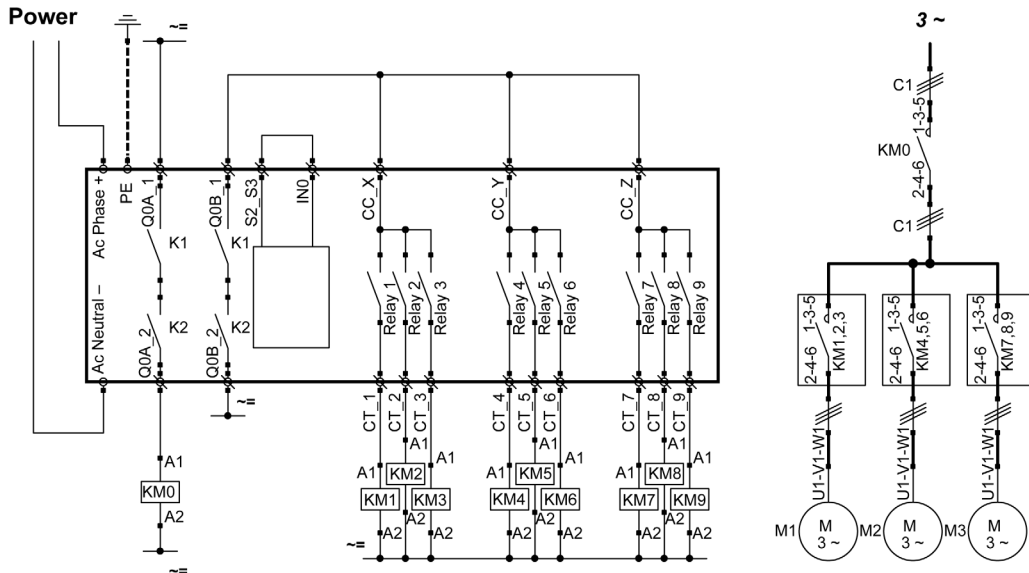 Power
3 ~
~=
C1
1-3-5
KM0
2-4-6
C1
Ac Phase +
PE
Q0A_1
Q0B_1
S2_S3
IN0
CC_X
CC_Y
CC_Z
K1
K1
Relay 1
Relay 2
Relay 3
Relay 4
Relay 5
Relay 6
Relay 7
Relay 8
Relay 9
Ac Neutral –
K2
K2
Q0A_2
Q0B_2
~=
1-3-5
2-4-6
KM1,2,3
1-3-5
2-4-6
KM4,5,6
1-3-5
2-4-6
KM7,8,9
CT_1
CT_2
CT_3
CT_4
CT_5
CT_6
CT_7
CT_8
CT_9
A1
A1
A1
A1
A1
A1
A1
A1
A1
A1
KM0
KM2
KM5
KM8
KM1
KM3
KM4
KM6
KM7
KM9
A2
A2
A2
A2
A2
A2
A2
A2
A2
A2
~=
~=
U1-V1-W1
U1-V1-W1
U1-V1-W1
M1
M
3 ~
M2
M
3 ~
M3
M
3 ~